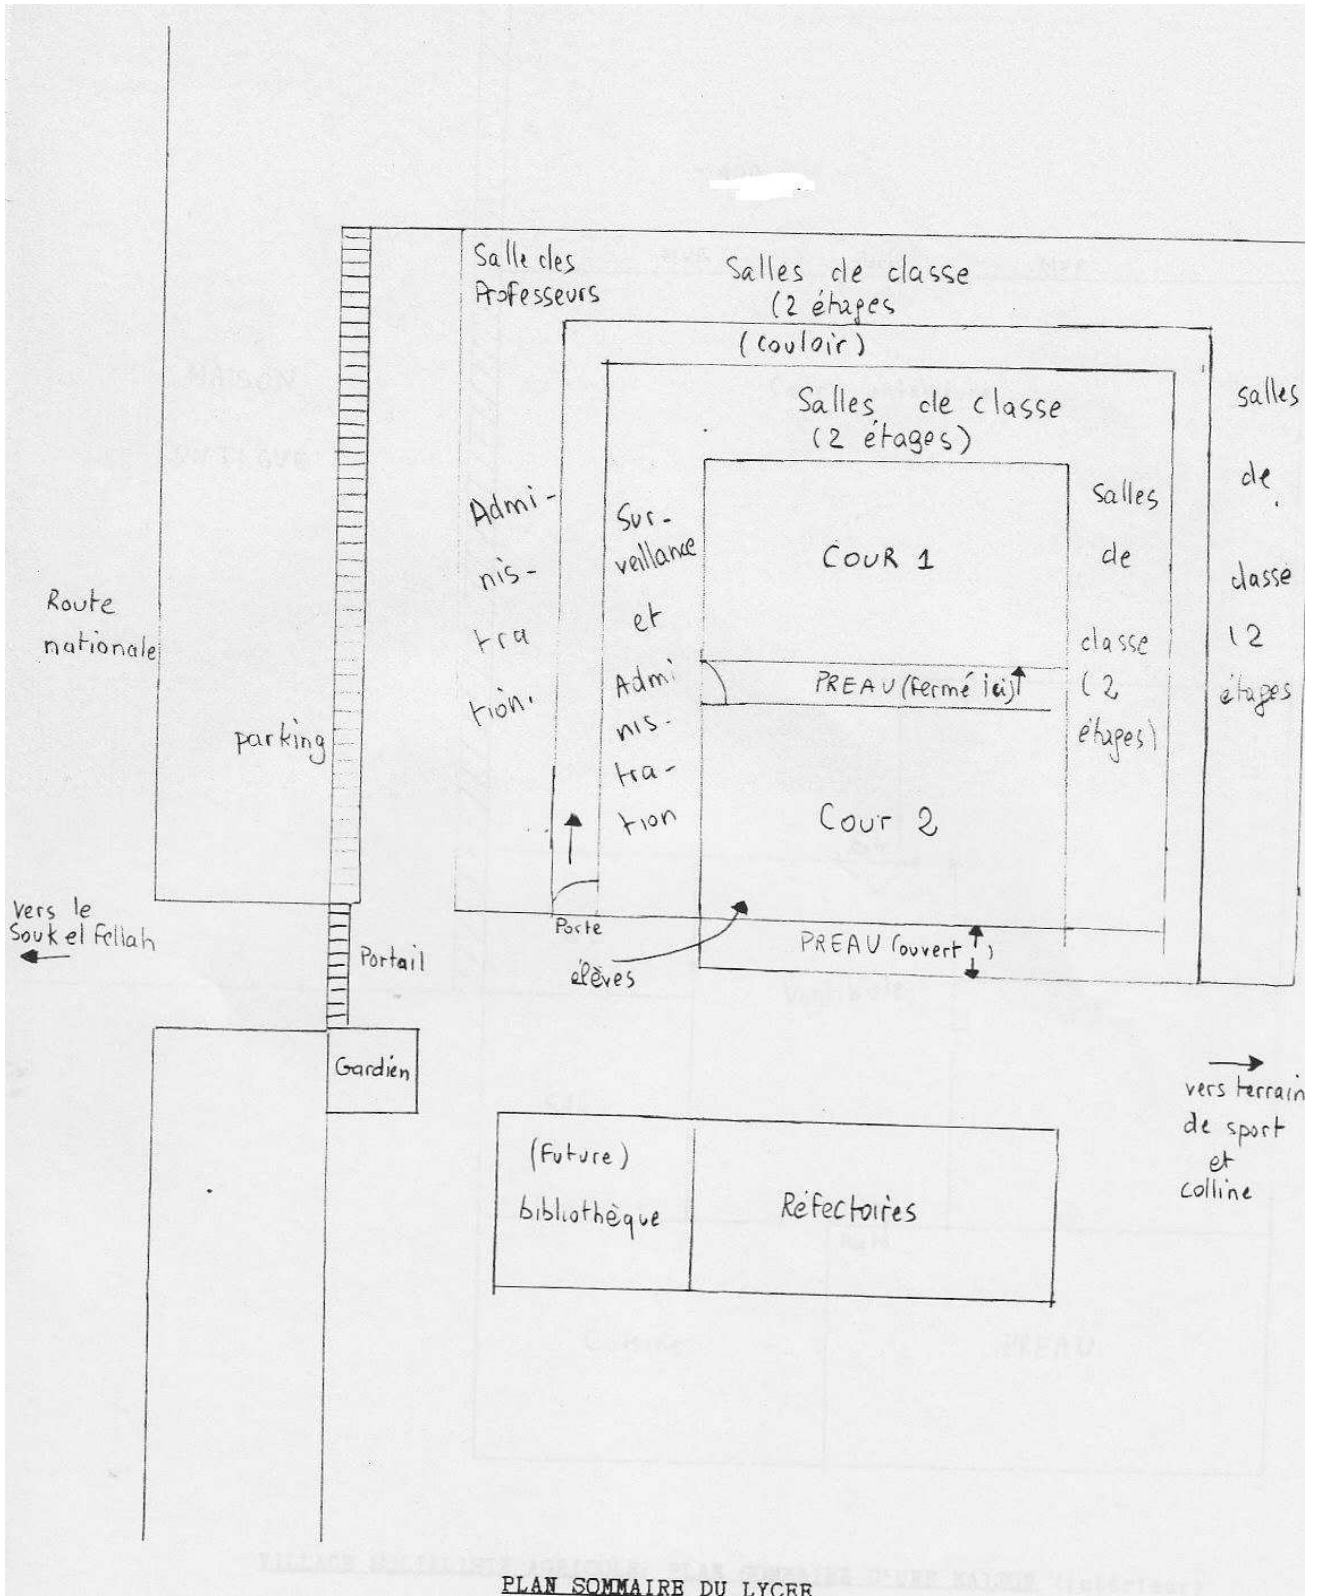 Salle des
Professeurs
Salles de classe
(2 étages
(couloir)
Salles de classe
(2 étages)
salles
de
classe
(2
étages
Salles
de
classe
(2
étages)
Admi-
nis-
tra
tion.
Sur-
veillance
et
Admi
nis-
tra-
tion
COUR 1
PREAU (fermé ici)
Cour 2
Route
nationale
parking
vers le
Souk el Fellah
Portail
Porte
élèves
PREAU (ouvert)
Gardien
vers terrain
de sport
et
colline
(Future)
bibliothèque
Réfectoires
PLAN SOMMAIRE DU LYCEE